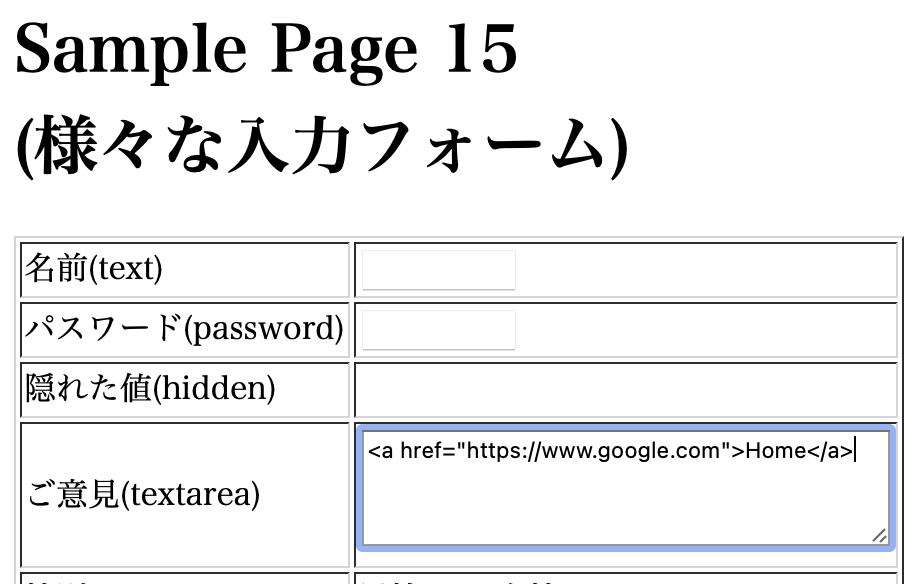 Sample Page 15
(様々な入力フォーム)
名前(text)
パスワード(password)
隠れた値(hidden)
ご意見(textarea)
<a href="https://www.google.com">Home</a>